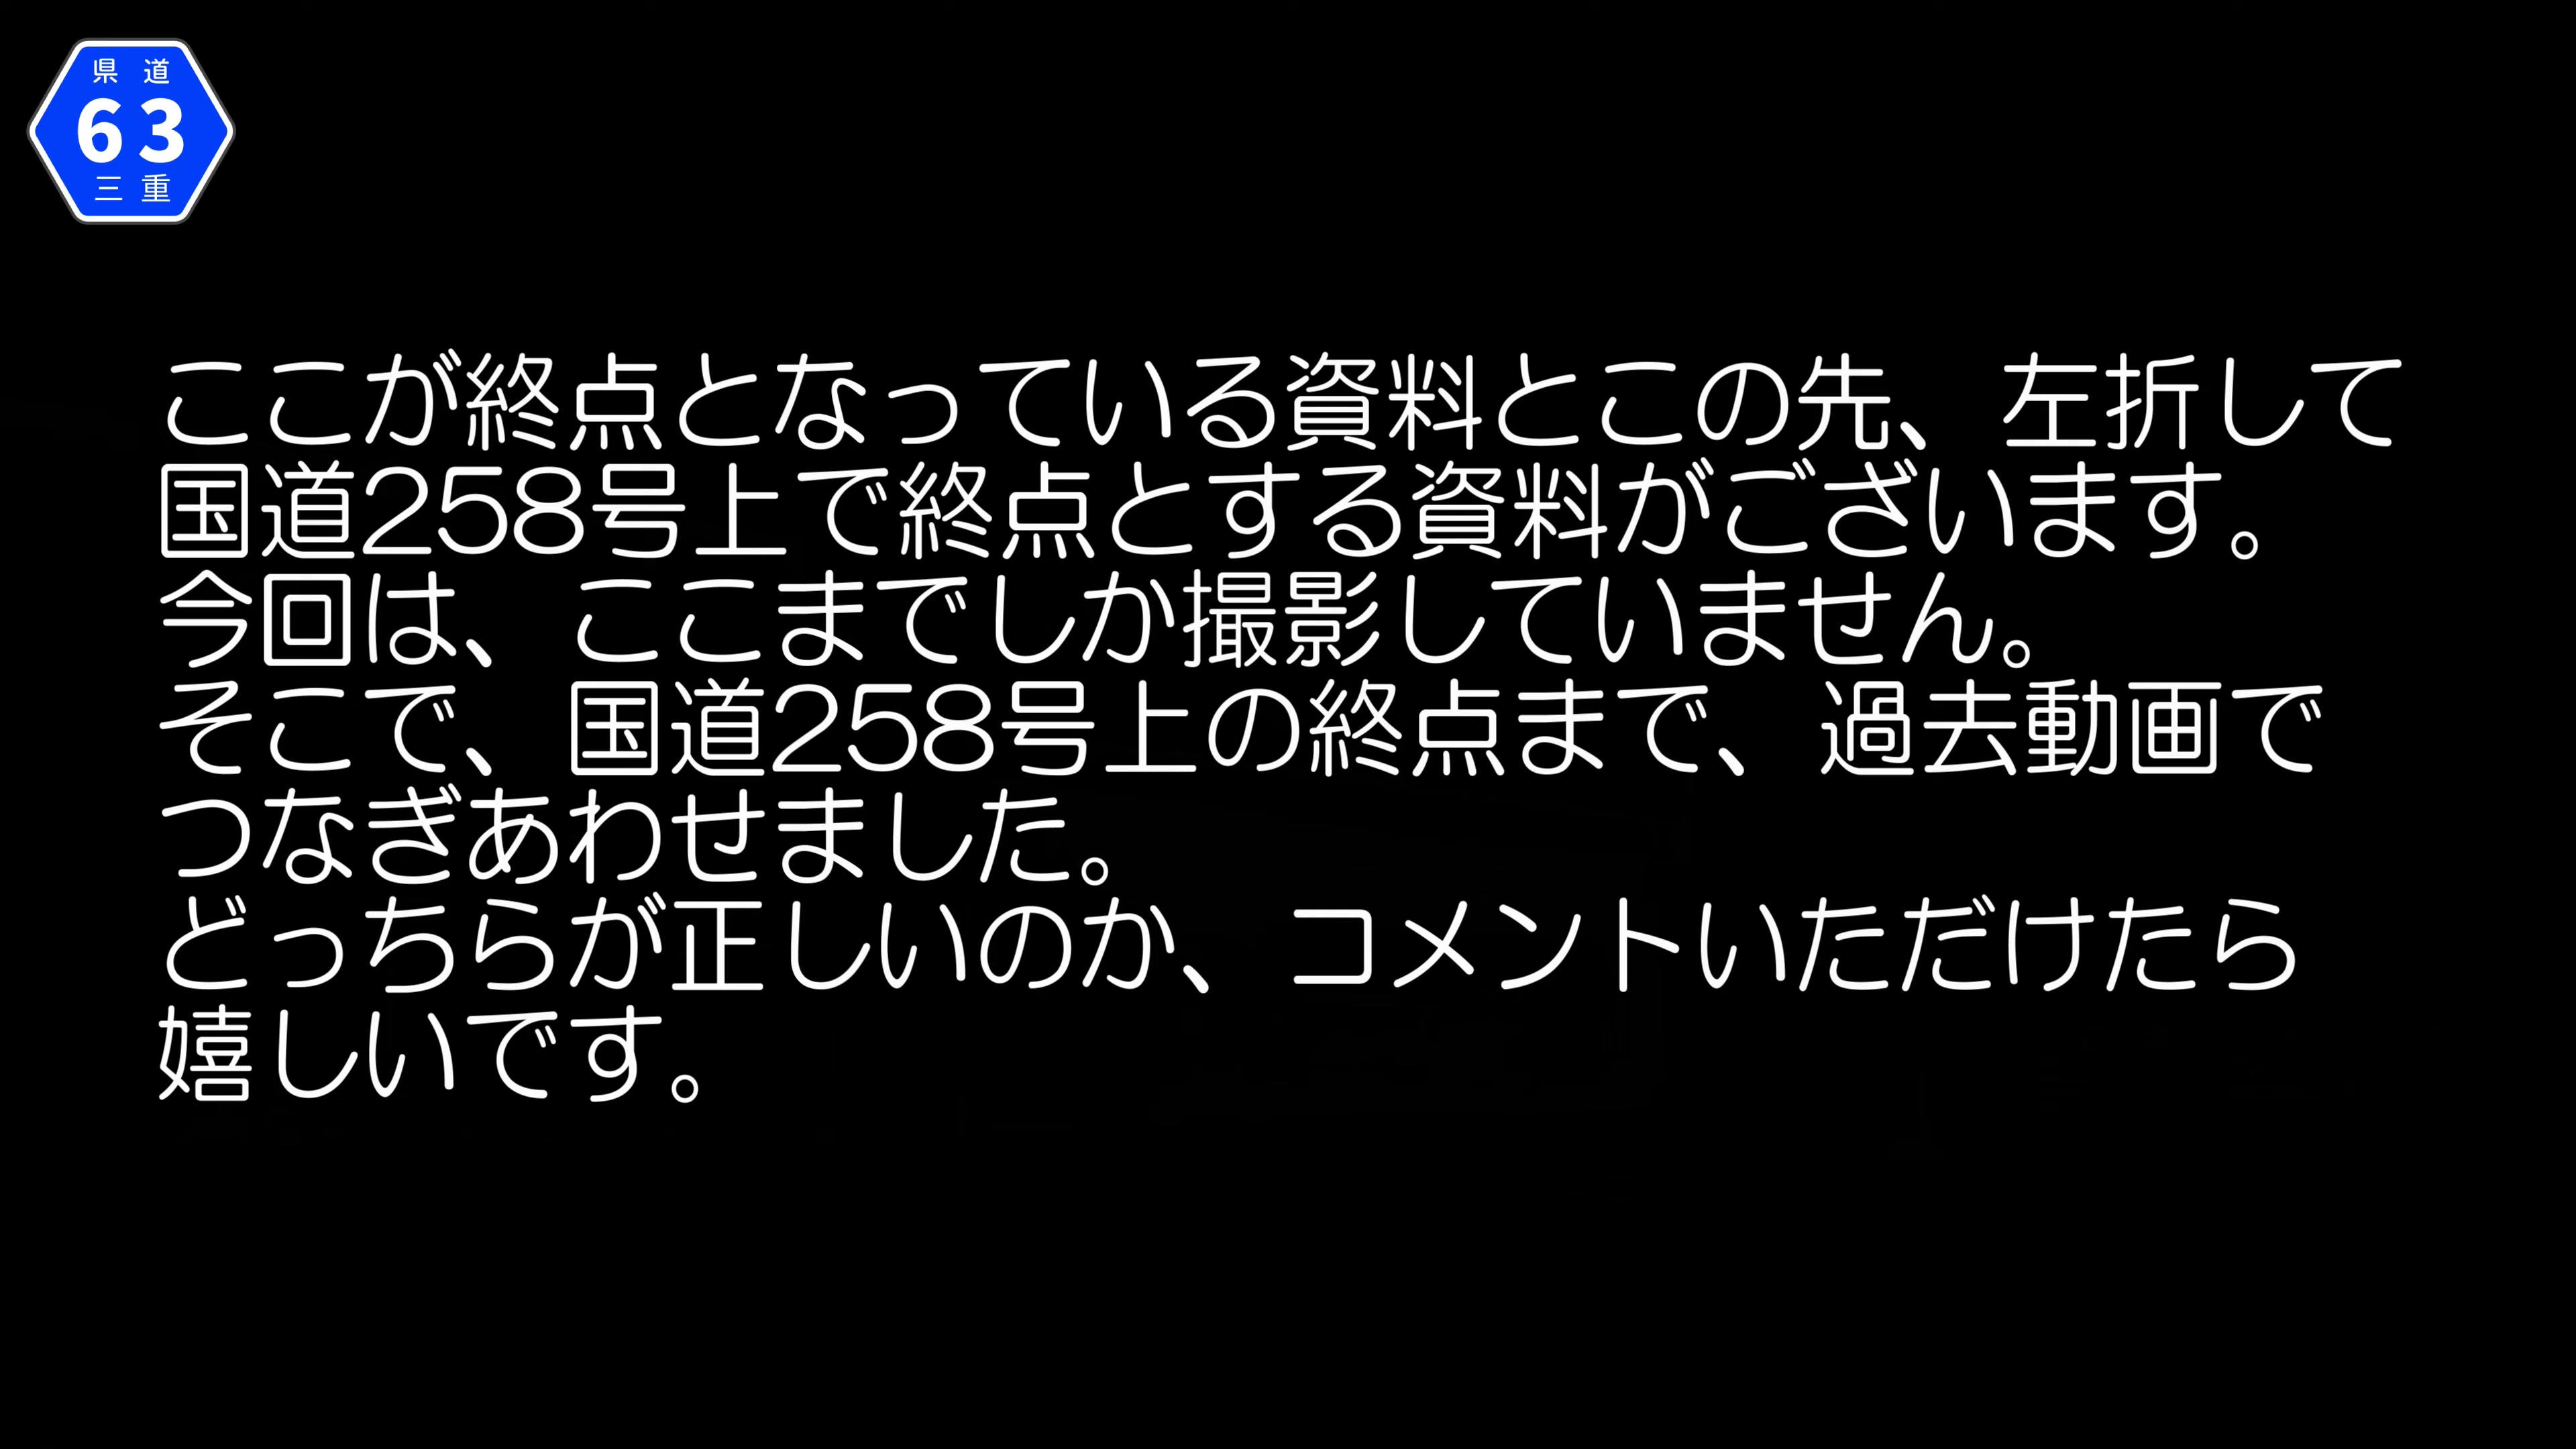 県道
63
三重
ここが終点となっている資料とこの先、左折して
国道258号上で終点とする資料がございます。
今回は、ここまでしか撮影していません。
そこで、国道258号上の終点まで、過去動画で
つなぎあわせました。
どっちらが正しいのか、コメントいただけたら
嬉しいです。